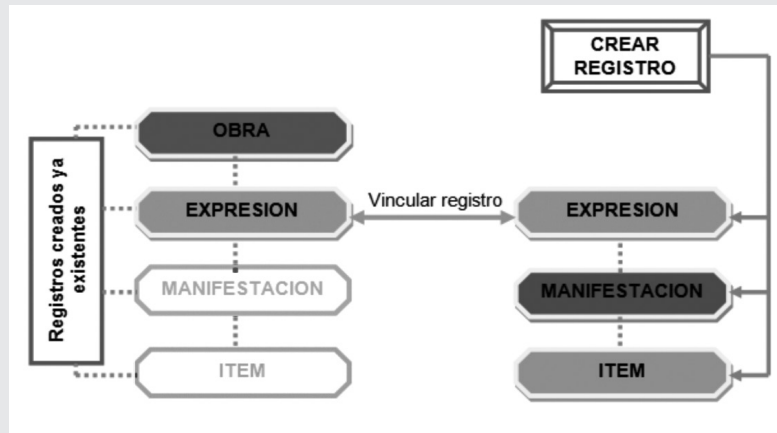 CREAR
REGISTRO
Registros creados ya
existentes
OBRA
EXPRESION
Vincular registro
EXPRESION
MANIFESTACION
MANIFESTACION
ITEM
ITEM